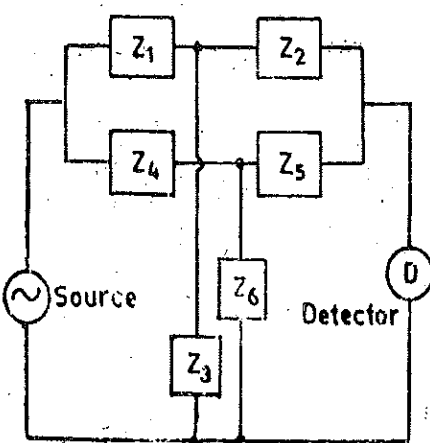 Z1 Z2
Z4 Z5
Source
Z6
D
Detector
Z3